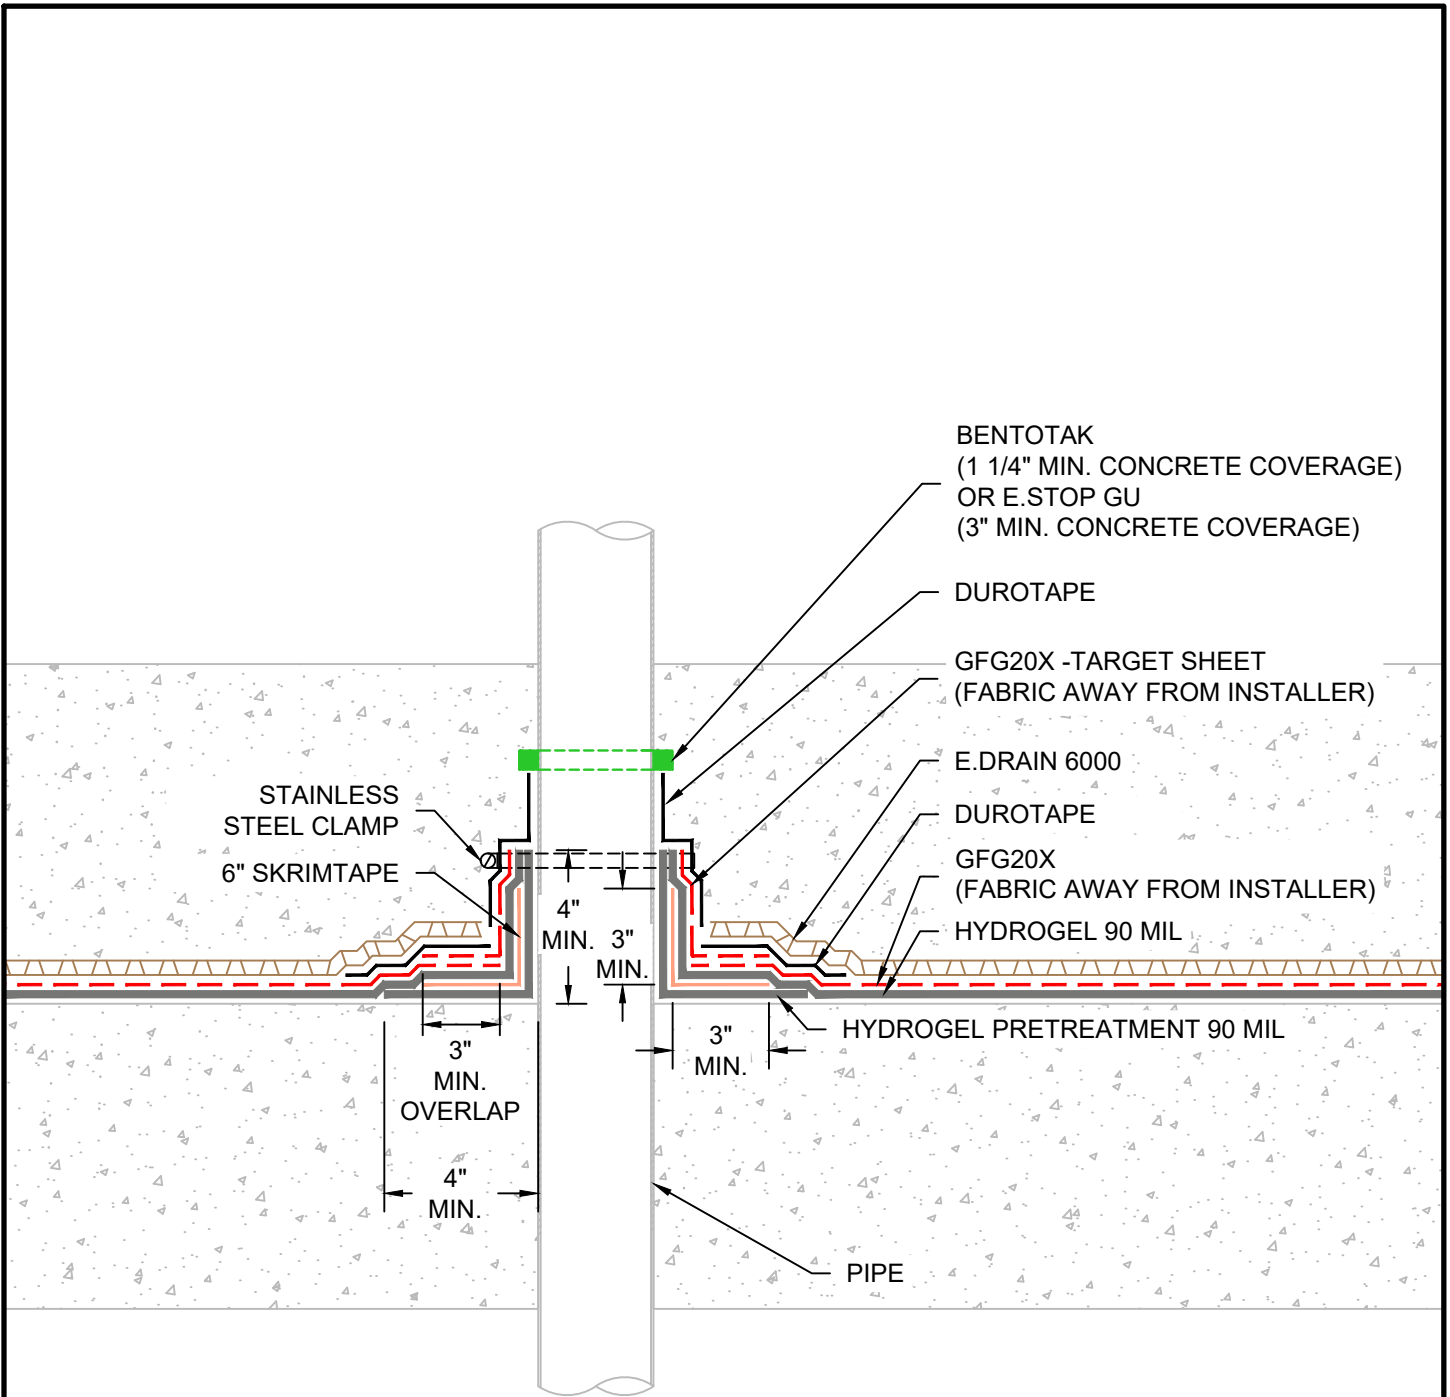 BENTOTAK
(1 1/4" MIN. CONCRETE COVERAGE)
OR E.STOP GU
(3" MIN. CONCRETE COVERAGE)
DUROTAPE
GFG20X -TARGET SHEET
(FABRIC AWAY FROM INSTALLER)
E.DRAIN 6000
DUROTAPE
GFG20X
(FABRIC AWAY FROM INSTALLER)
HYDROGEL 90 MIL
HYDROGEL PRETREATMENT 90 MIL
STAINLESS
STEEL CLAMP
6" SKRIMTAPE
4"
MIN.
3"
MIN.
3"
MIN.
OVERLAP
3"
MIN.
4"
MIN.
PIPE